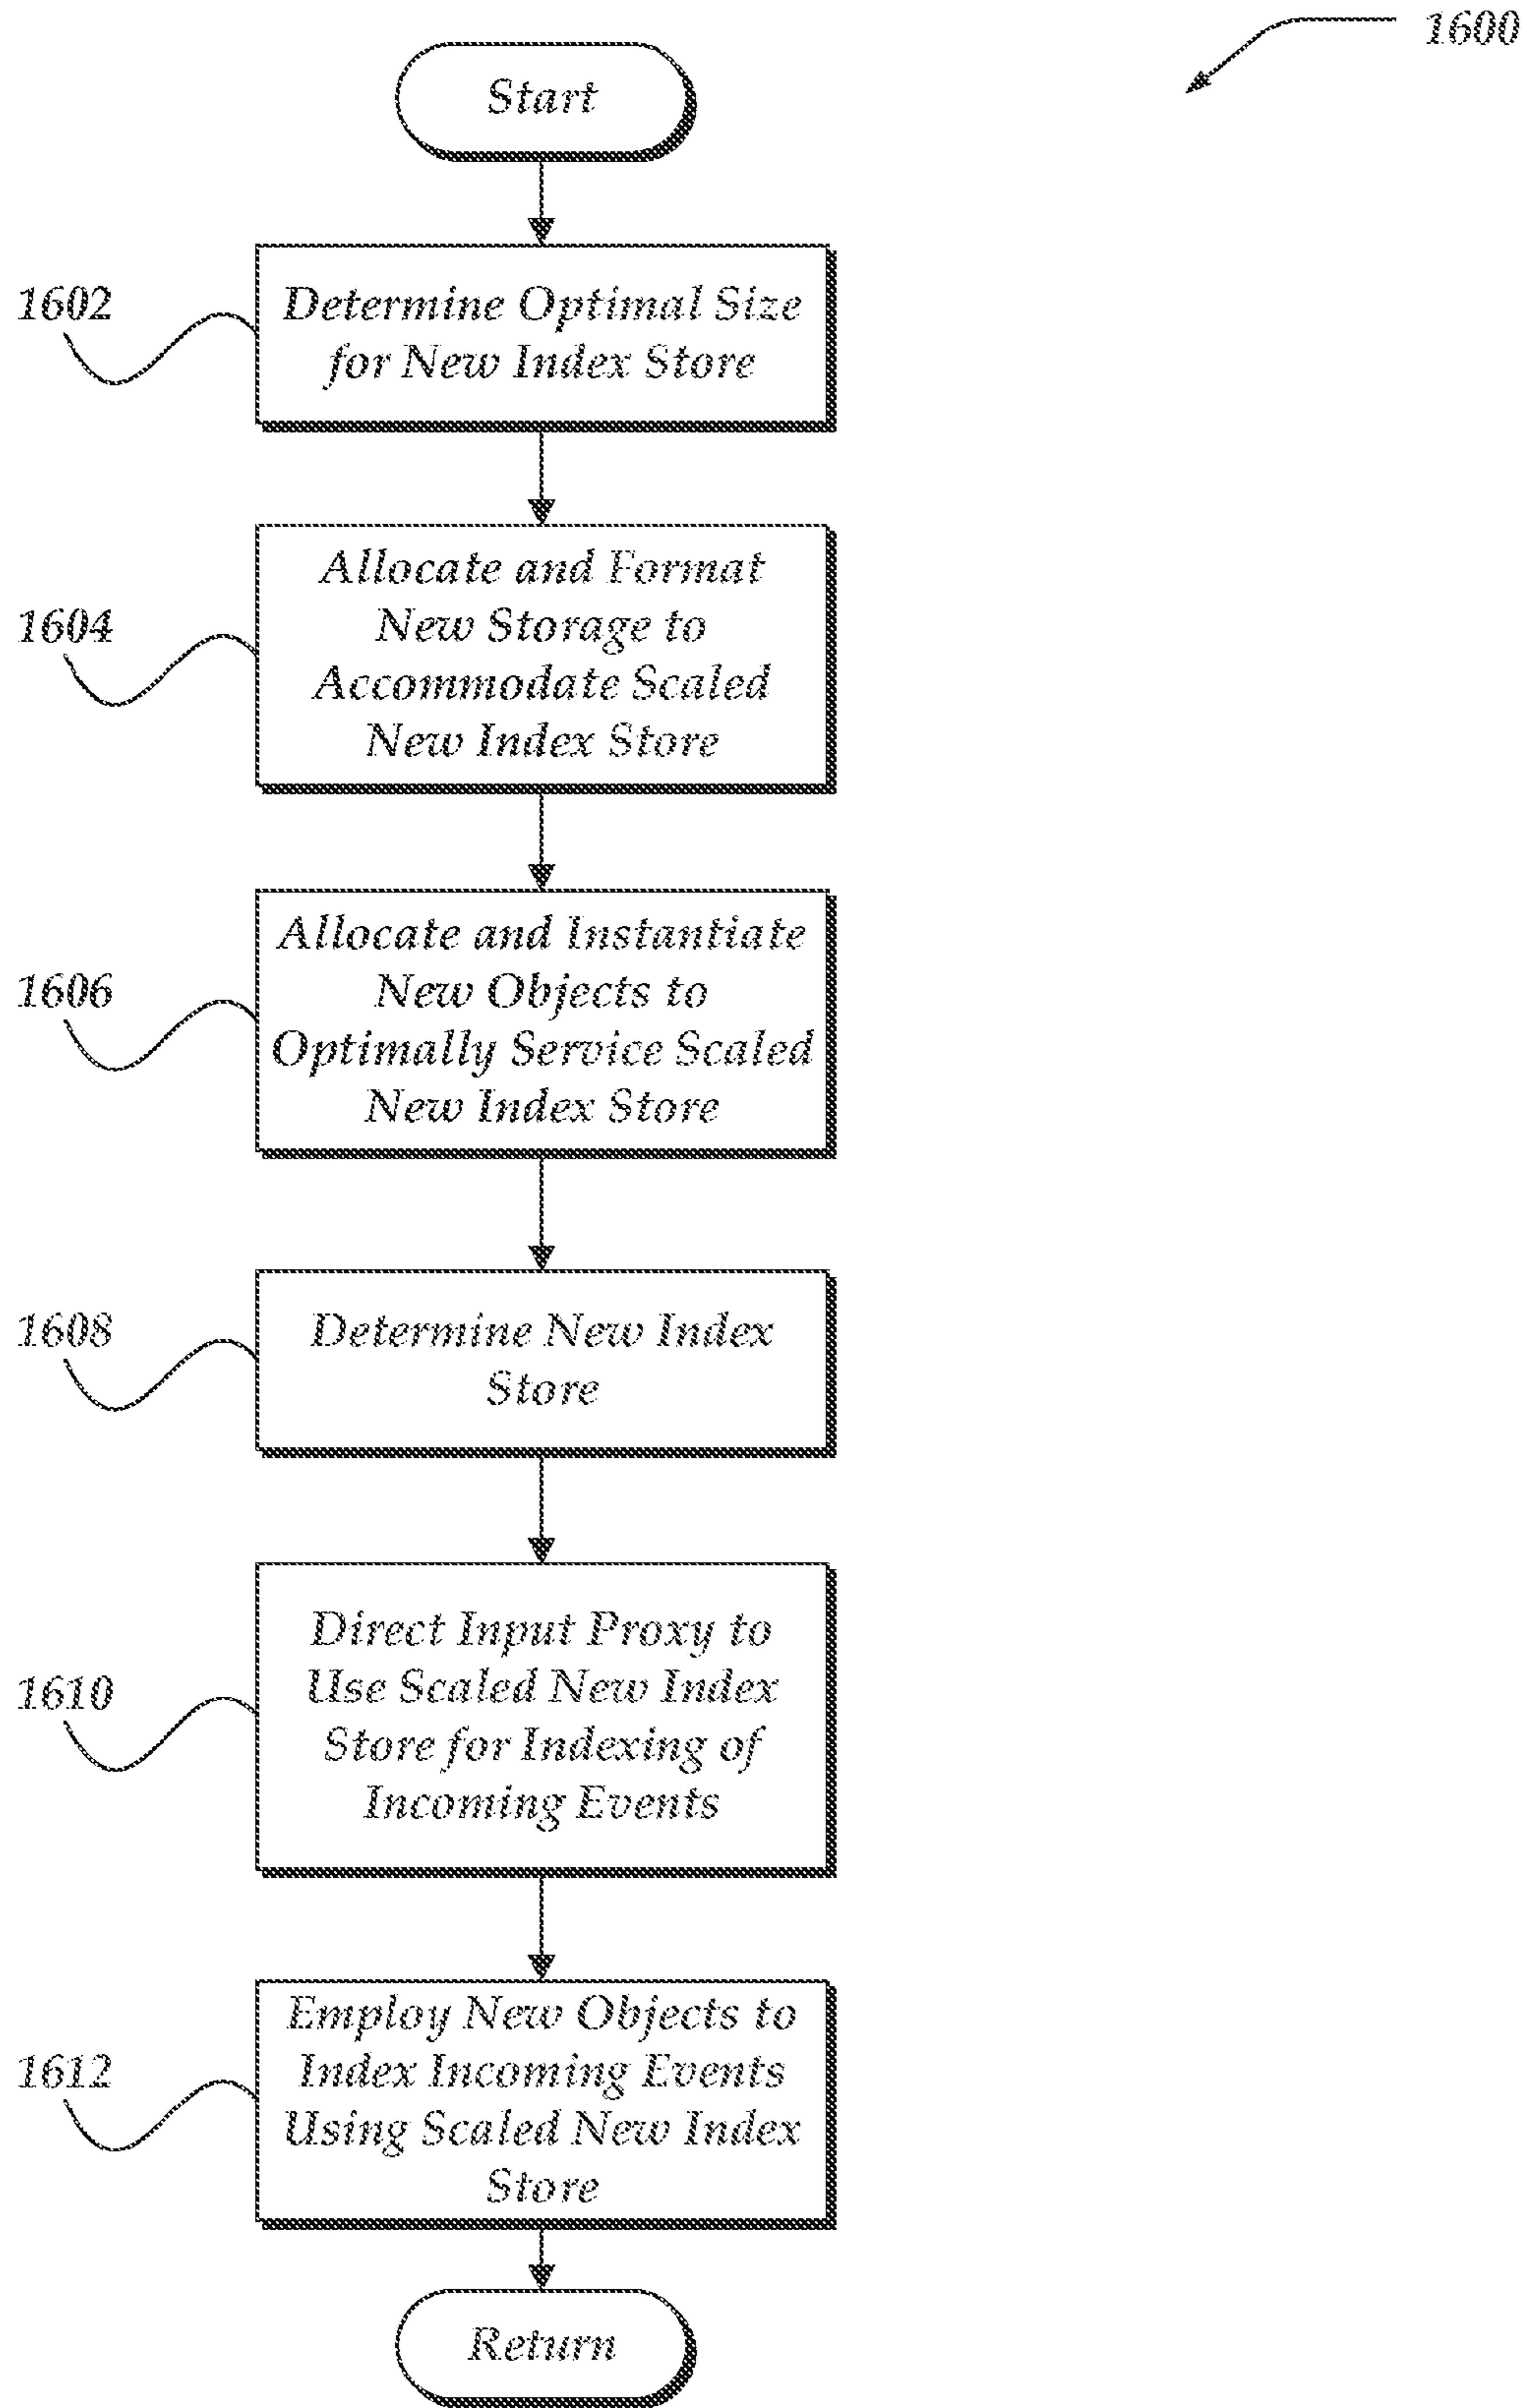 1600
Start
1602
Determine Optimal Size
for New Index Store
1604
Allocate and Format
New Storage to
Accommodate Scaled
New Index Store
1606
Allocate and Instantiate
New Objects to
Optimally Service Scaled
New Index Store
1608
Determine New Index
Store
1610
Direct Input Proxy to
Use Scaled New Index
Store for Indexing of
Incoming Events
1612
Employ New Objects to
Index Incoming Events
Using Scaled New Index
Store
Return